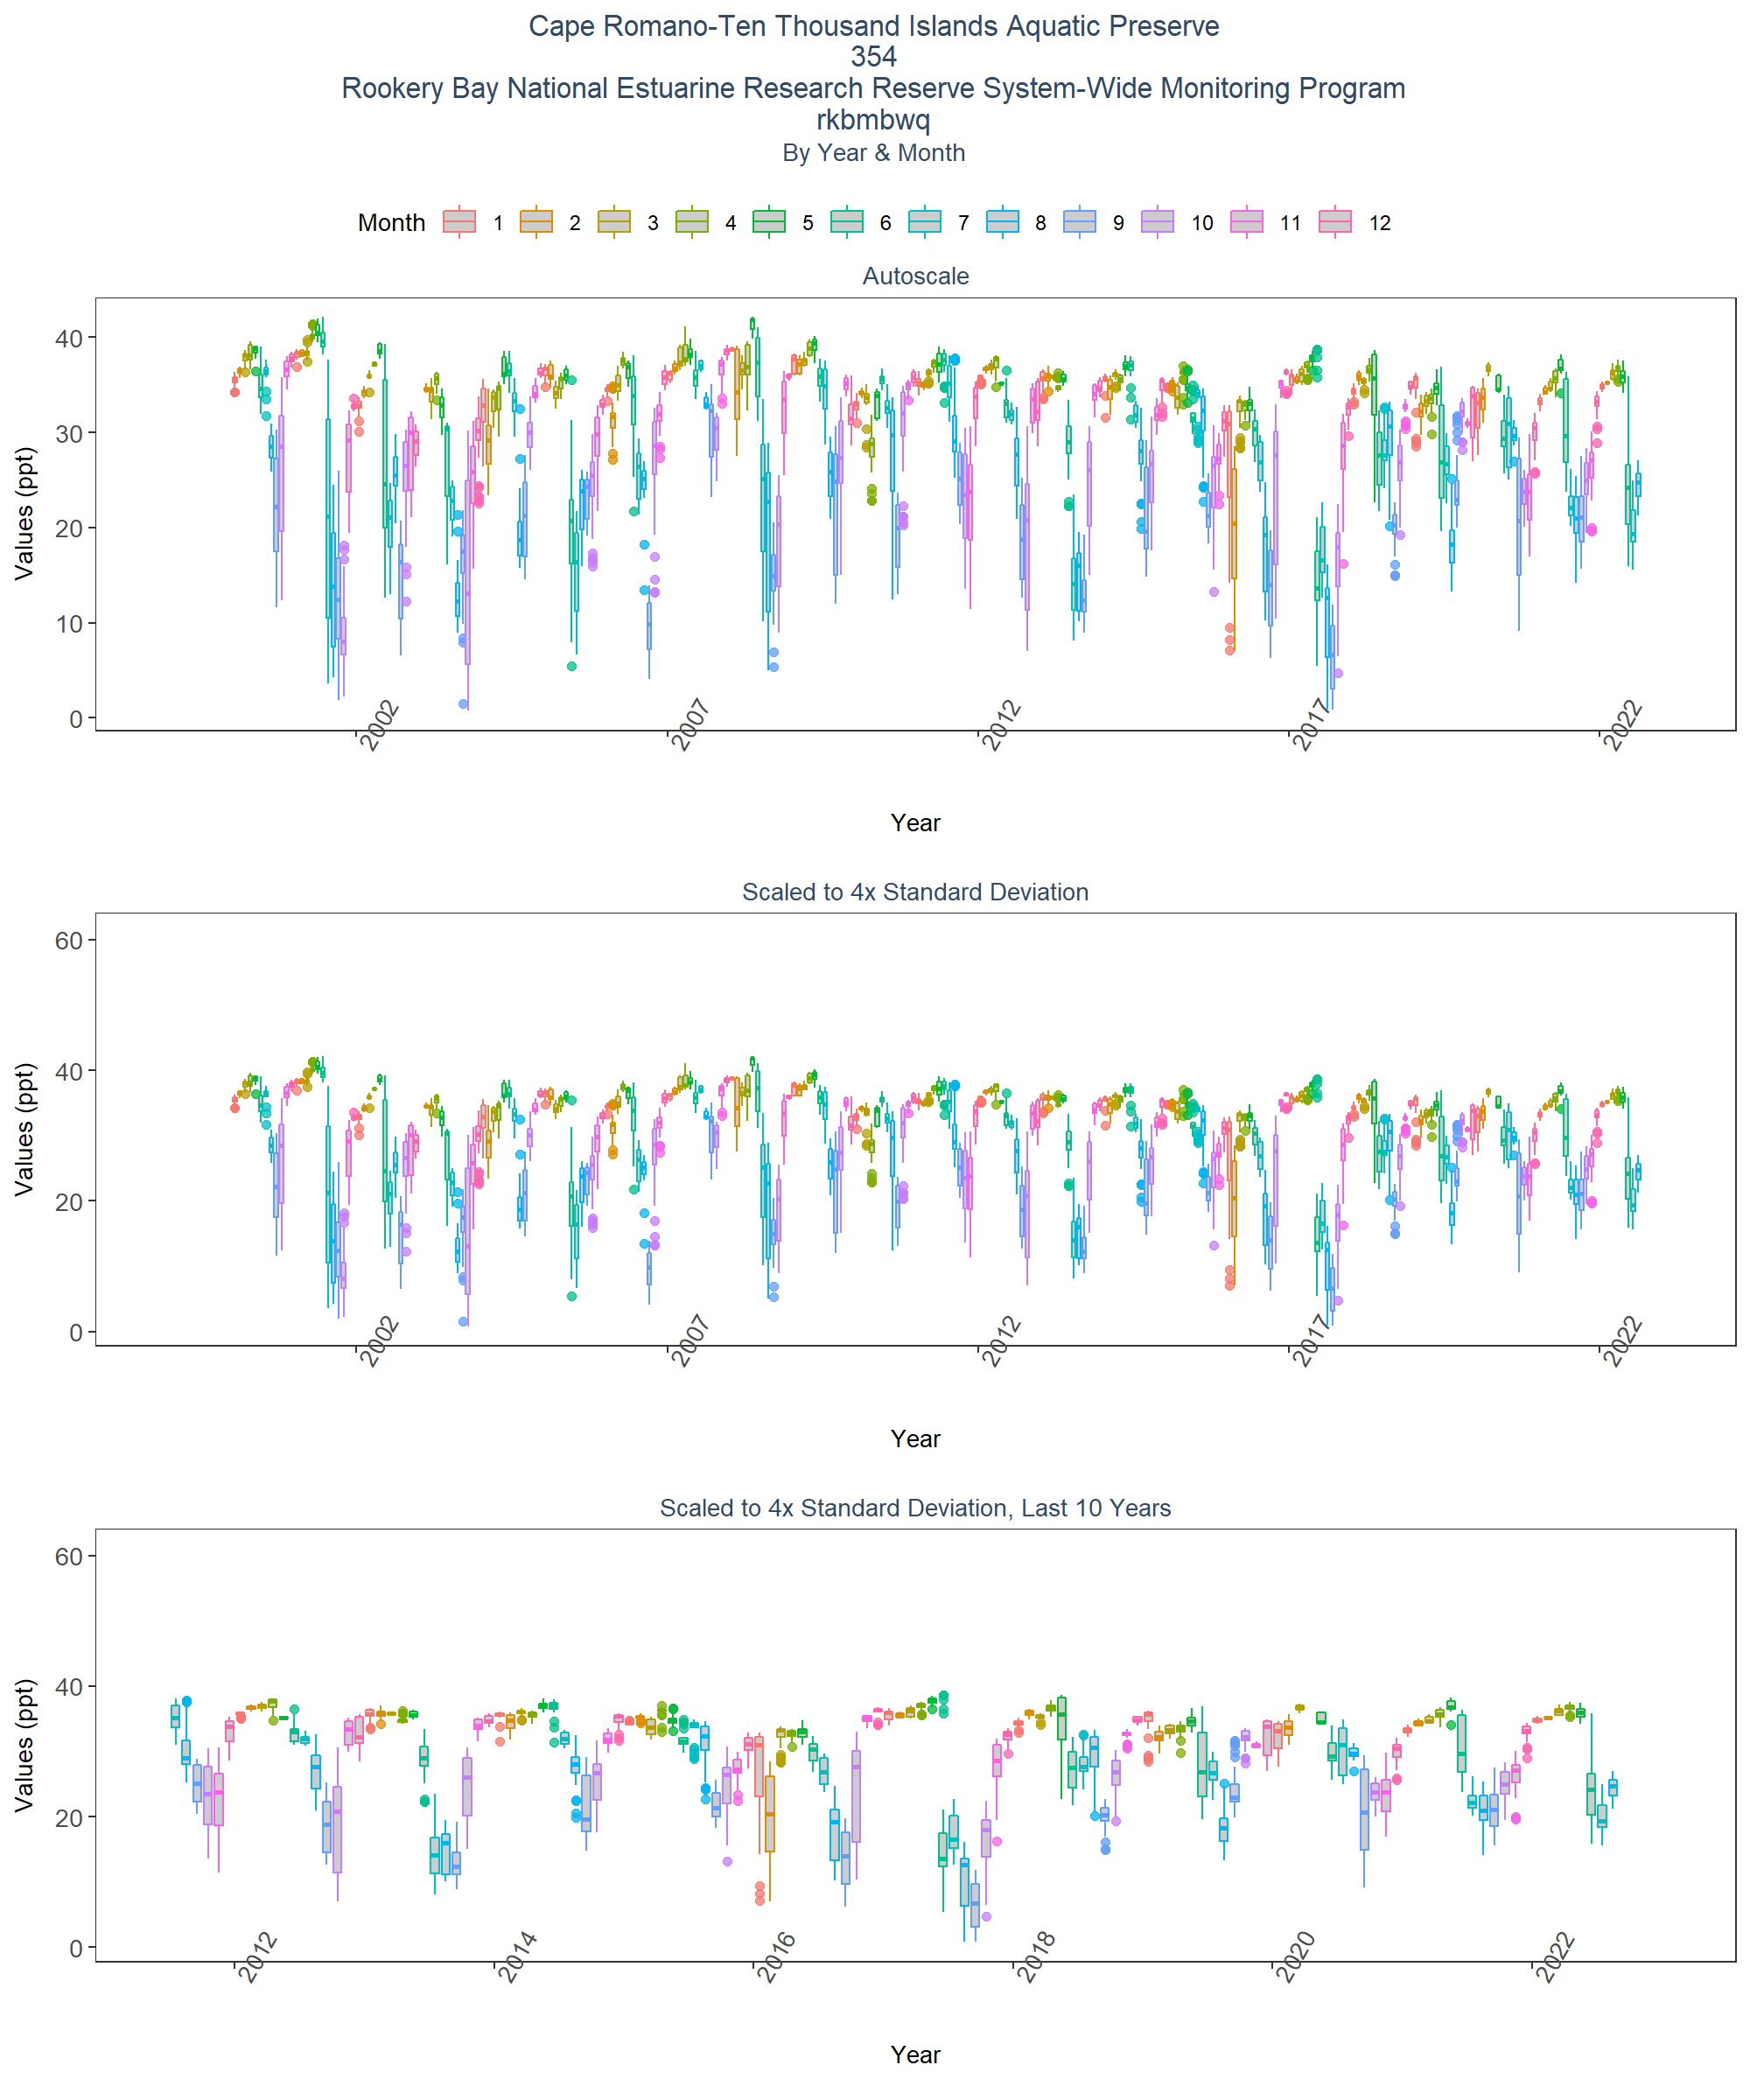 Cape Romano-Ten Thousand Islands Aquatic Preserve
354
Rookery Bay National Estuarine Research Reserve System-Wide Monitoring Program
rkbmbwq
By Year & Month
Month 1 2 3 4 5 6 7 8 9 10 11 12
Autoscale
Values (ppt)
40
30
20
10
0
2002 2007 2012 2017 2022
Year
Scaled to 4x Standard Deviation
Values (ppt)
60
40
20
0
2002 2007 2012 2017 2022
Year
Scaled to 4x Standard Deviation, Last 10 Years
Values (ppt)
60
40
20
0
2012 2014 2016 2018 2020 2022
Year